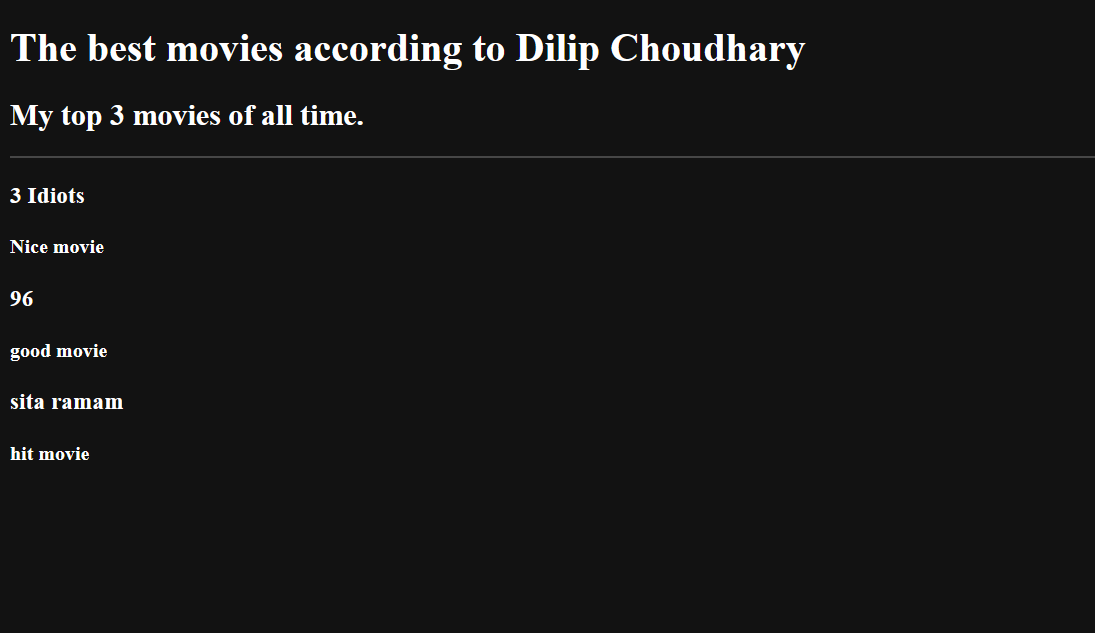 The best movies according to Dilip Choudhary
My top 3 movies of all time.
3 Idiots
Nice movie
96
good movie
sita ramam
hit movie